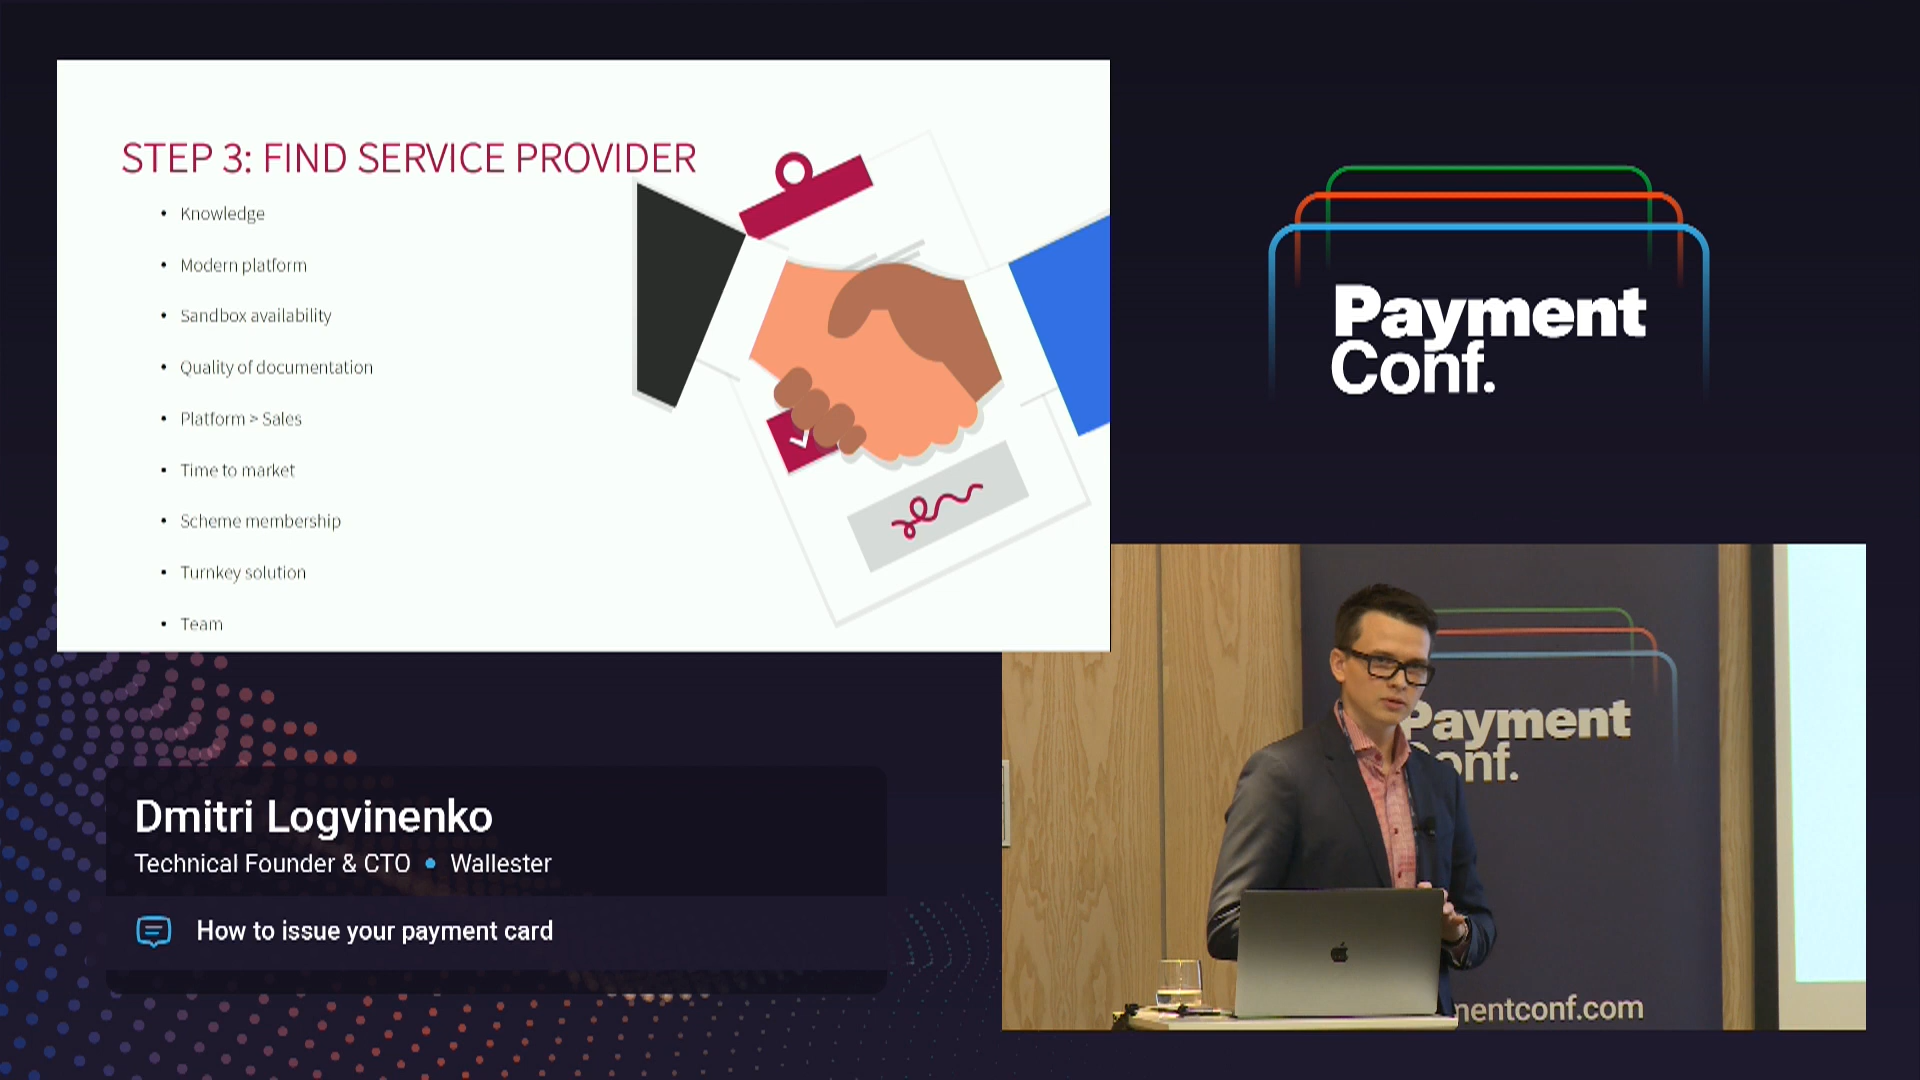 STEP 3: FIND SERVICE PROVIDER
• Knowledge
• Modern platform
• Sandbox availability
• Quality of documentation
• Platform > Sales
• Time to market
• Scheme membership
• Turnkey solution
• Team
Payment
Conf.
Payment
onf.
nentconf.com
Dmitri Logvinenko
Technical Founder & CTO • Wallester
How to issue your payment card